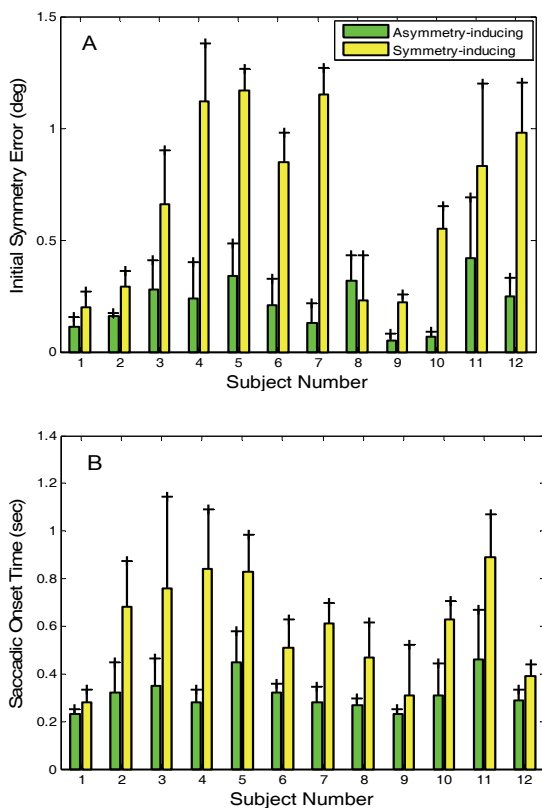 A
Asymmetry-inducing
Symmetry-inducing
Initial Symmetry Error (deg)
1.5
1
0.5
0
1 2 3 4 5 6 7 8 9 10 11 12
Subject Number
B
Saccadic Onset Time (sec)
1.4
1.2
1
0.8
0.6
0.4
0.2
0
1 2 3 4 5 6 7 8 9 10 11 12
Subject Number